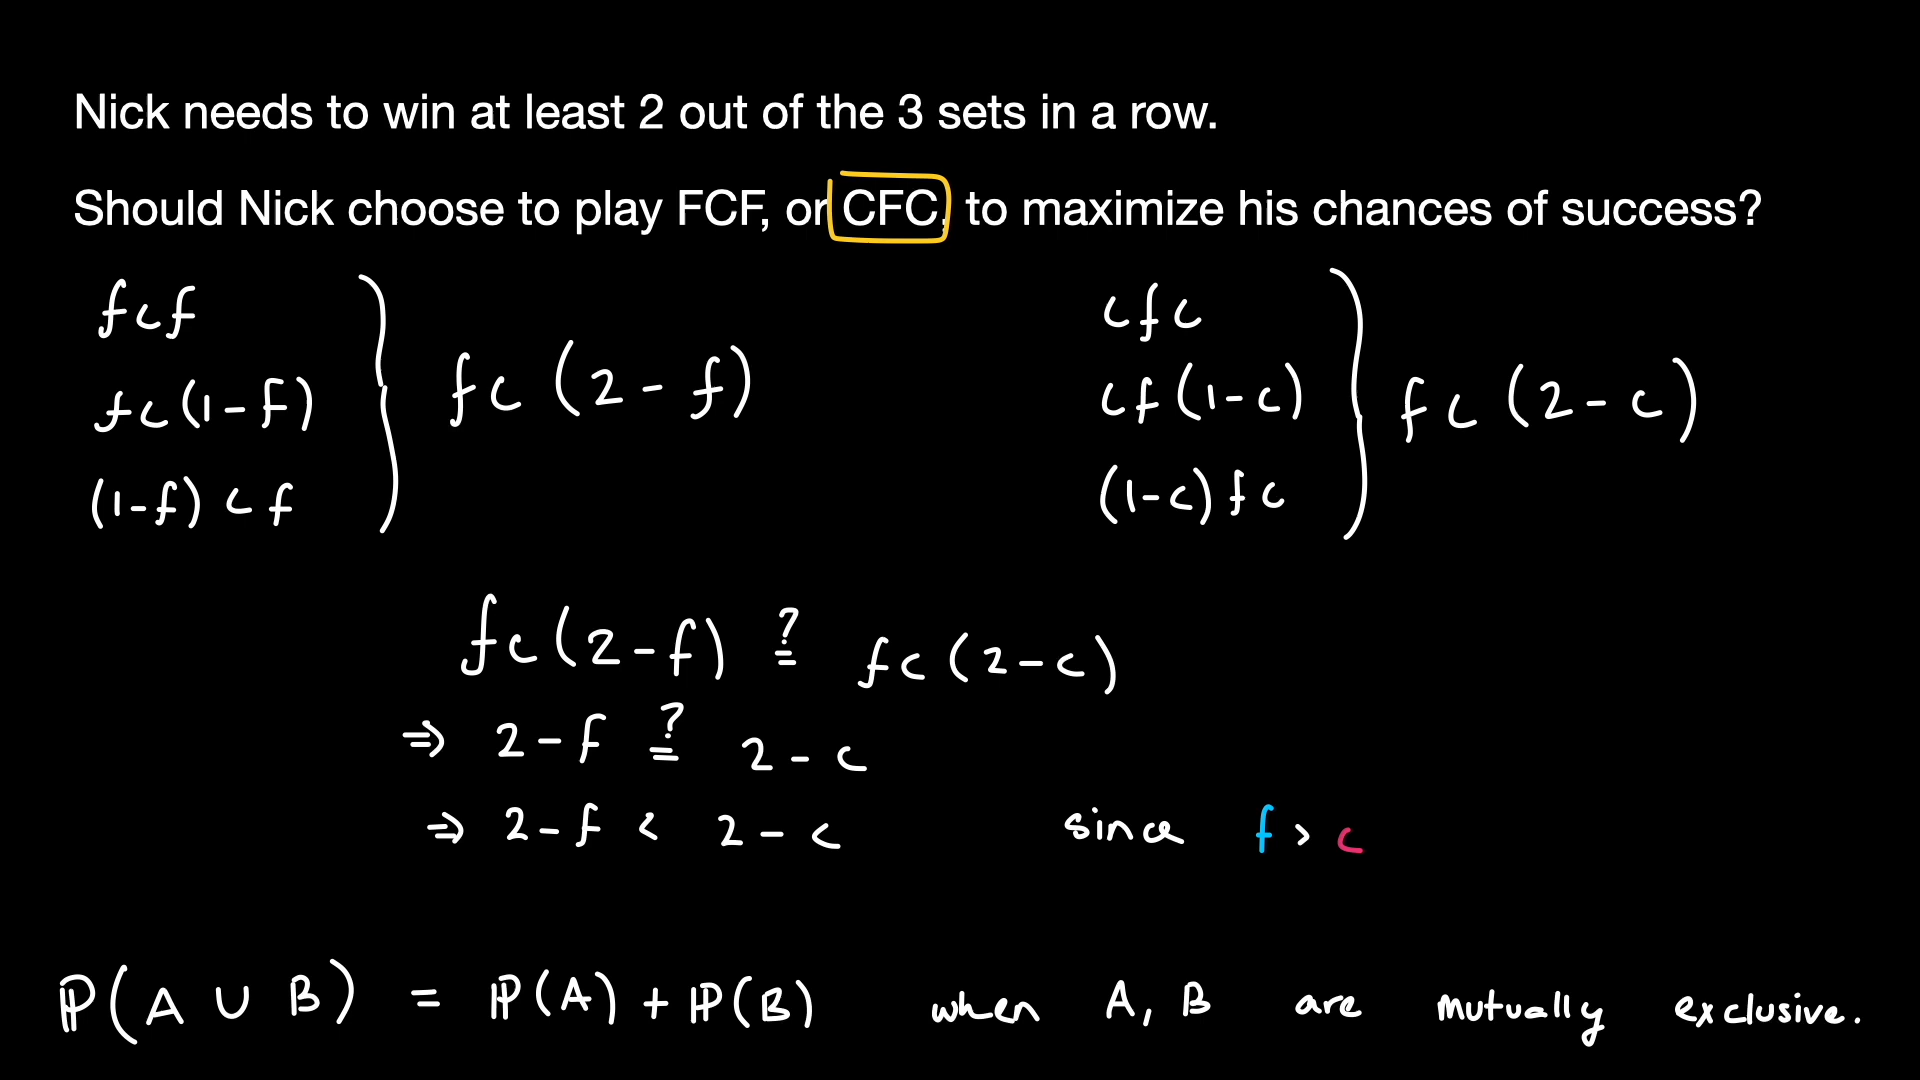 Nick needs to win at least 2 out of the 3 sets in a row.
Should Nick choose to play FCF, or CFC, to maximize his chances of success?
fcf
fc(1-f)
(1-f)cf
fc(2-f)
cfc
cf(1-c)
(1-c)fc
fc(2-c)
fc(2-f) ≟ fc(2-c)
⇒ 2-f ≟ 2-c
⇒ 2-f < 2-c since f > c
ℙ(A ∪ B) = ℙ(A) + ℙ(B) when A, B are mutually exclusive.